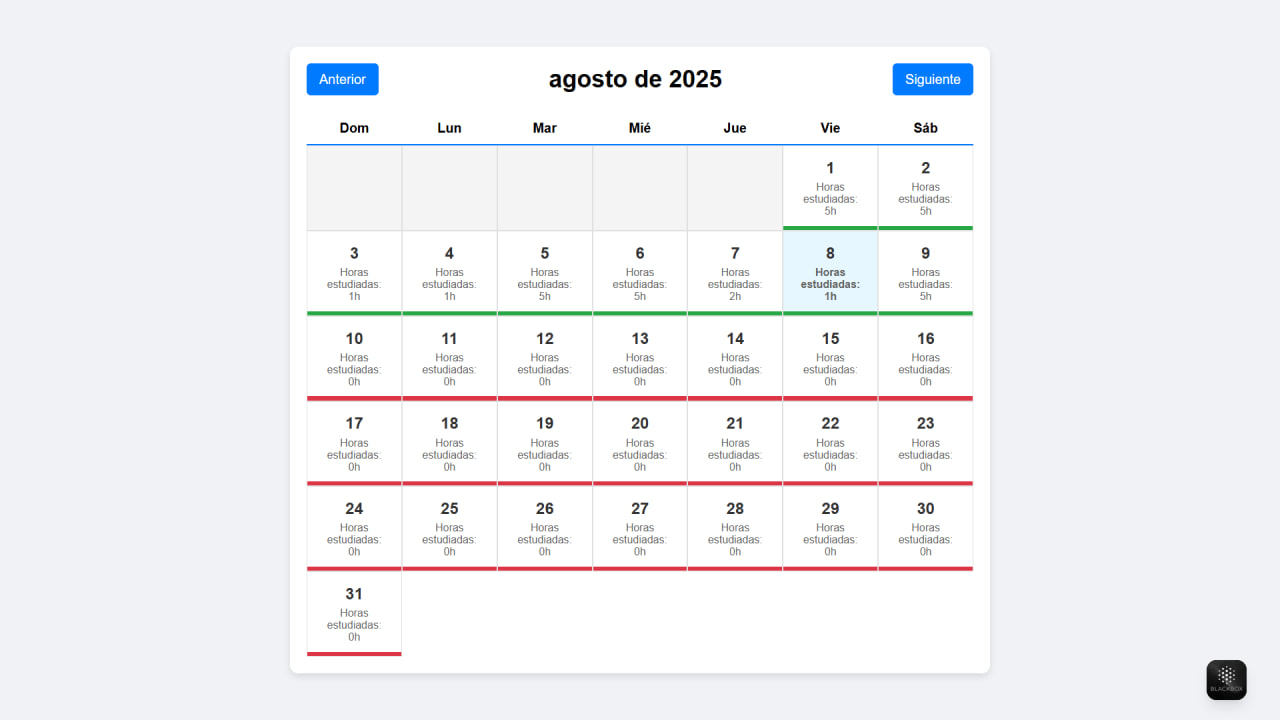 Anterior
agosto de 2025
Siguiente
Dom Lun Mar Mié Jue Vie Sáb
1 2
Horas Horas
estudiadas: estudiadas:
5h 5h
3 4 5 6 7 8 9
Horas Horas Horas Horas Horas Horas Horas
estudiadas: estudiadas: estudiadas: estudiadas: estudiadas: estudiadas: estudiadas:
1h 1h 5h 5h 2h 1h 5h
10 11 12 13 14 15 16
Horas Horas Horas Horas Horas Horas Horas
estudiadas: estudiadas: estudiadas: estudiadas: estudiadas: estudiadas: estudiadas:
0h 0h 0h 0h 0h 0h 0h
17 18 19 20 21 22 23
Horas Horas Horas Horas Horas Horas Horas
estudiadas: estudiadas: estudiadas: estudiadas: estudiadas: estudiadas: estudiadas:
0h 0h 0h 0h 0h 0h 0h
24 25 26 27 28 29 30
Horas Horas Horas Horas Horas Horas Horas
estudiadas: estudiadas: estudiadas: estudiadas: estudiadas: estudiadas: estudiadas:
0h 0h 0h 0h 0h 0h 0h
31
Horas
estudiadas:
0h
BLACKBOX